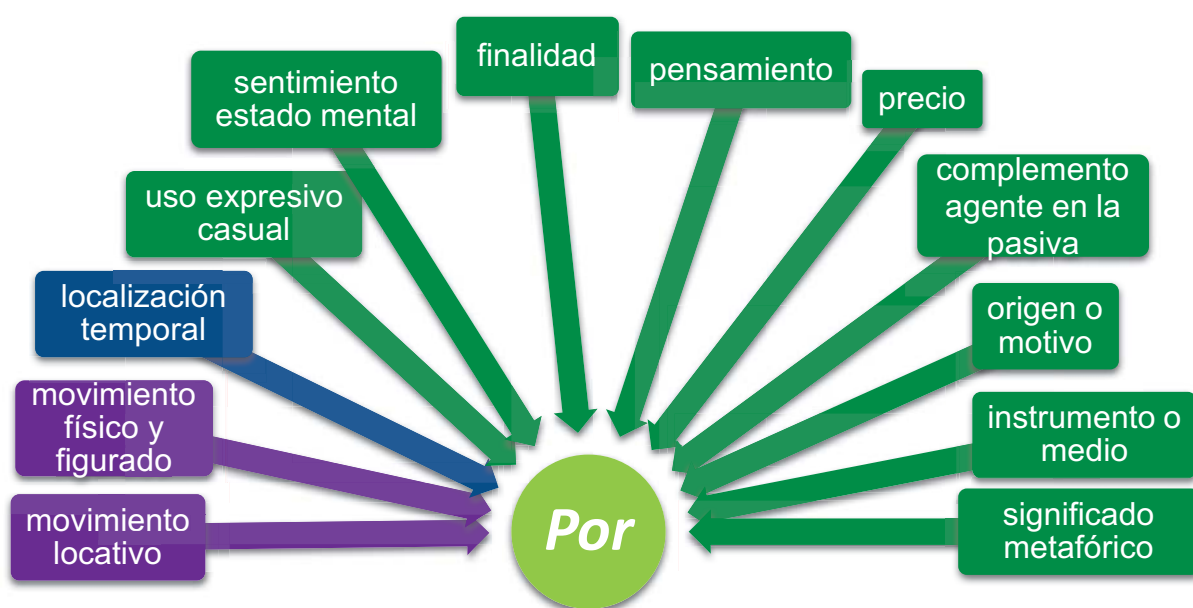 finalidad
pensamiento
sentimiento
estado mental
precio
complemento
agente en la
pasiva
uso expresivo
casual
localización
temporal
origen o
motivo
movimiento
físico y
figurado
instrumento o
medio
movimiento
locativo
Por
significado
metafórico